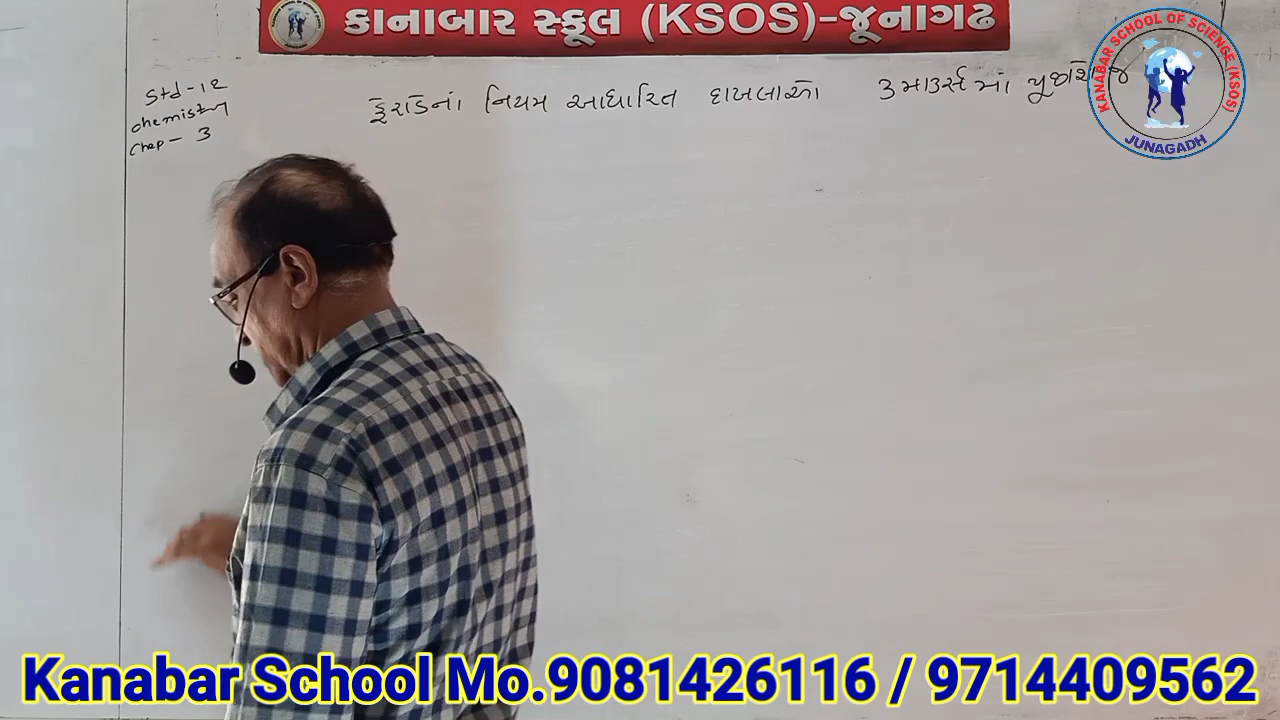 કાનાબાર સ્કૂલ (KSOS)-જૂનાગઢ
Std-12
chemistry
chap-3
ફેરાડેનાં નિયમ આધારિત દાખલાઓ 3 માર્ક્સમાં
KANABAR SCHOOL OF SCIENCE (KSOS)
JUNAGADH
Kanabar School Mo.9081426116 / 9714409562